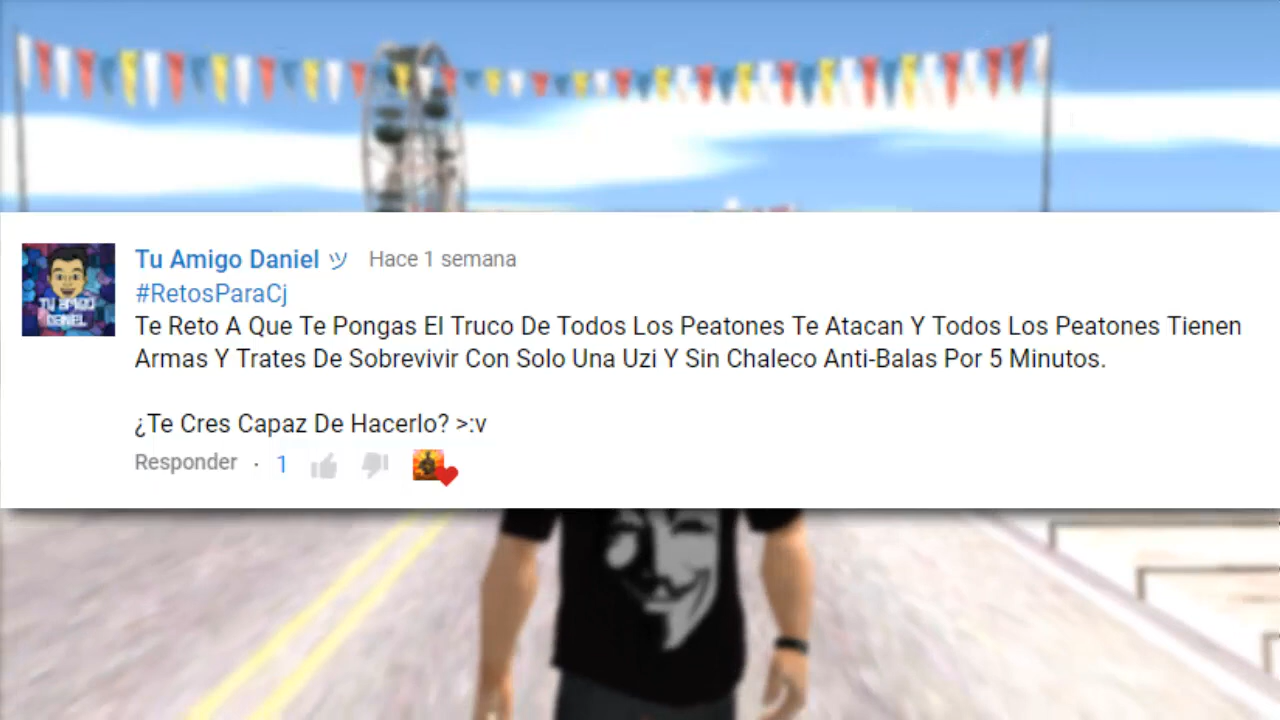 Tu Amigo Daniel ツ Hace 1 semana
#RetosParaCj
Te Reto A Que Te Pongas El Truco De Todos Los Peatones Te Atacan Y Todos Los Peatones Tienen
Armas Y Trates De Sobrevivir Con Solo Una Uzi Y Sin Chaleco Anti-Balas Por 5 Minutos.
¿Te Cres Capaz De Hacerlo? >:v
Responder · 1
TU AMIGO
DANIEL